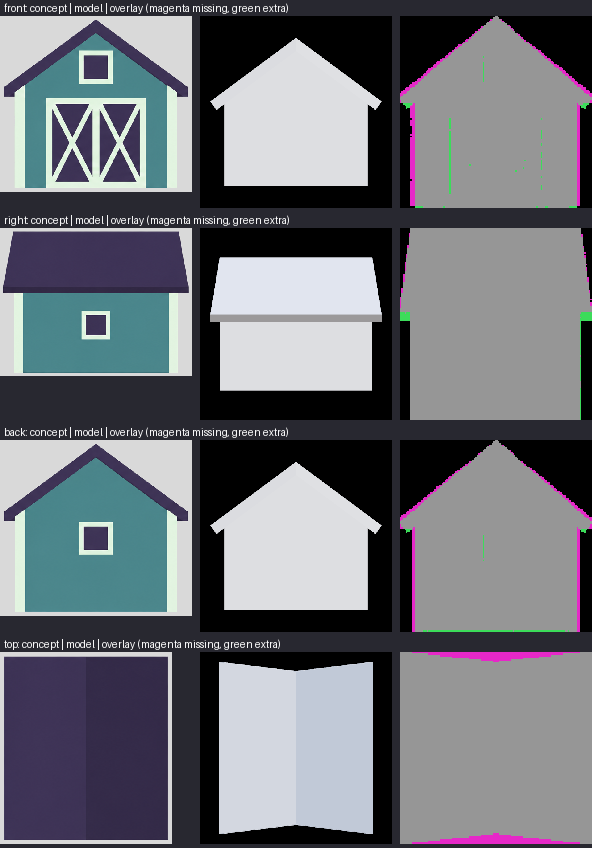 front: concept | model | overlay (magenta missing, green extra)
right: concept | model | overlay (magenta missing, green extra)
back: concept | model | overlay (magenta missing, green extra)
top: concept | model | overlay (magenta missing, green extra)